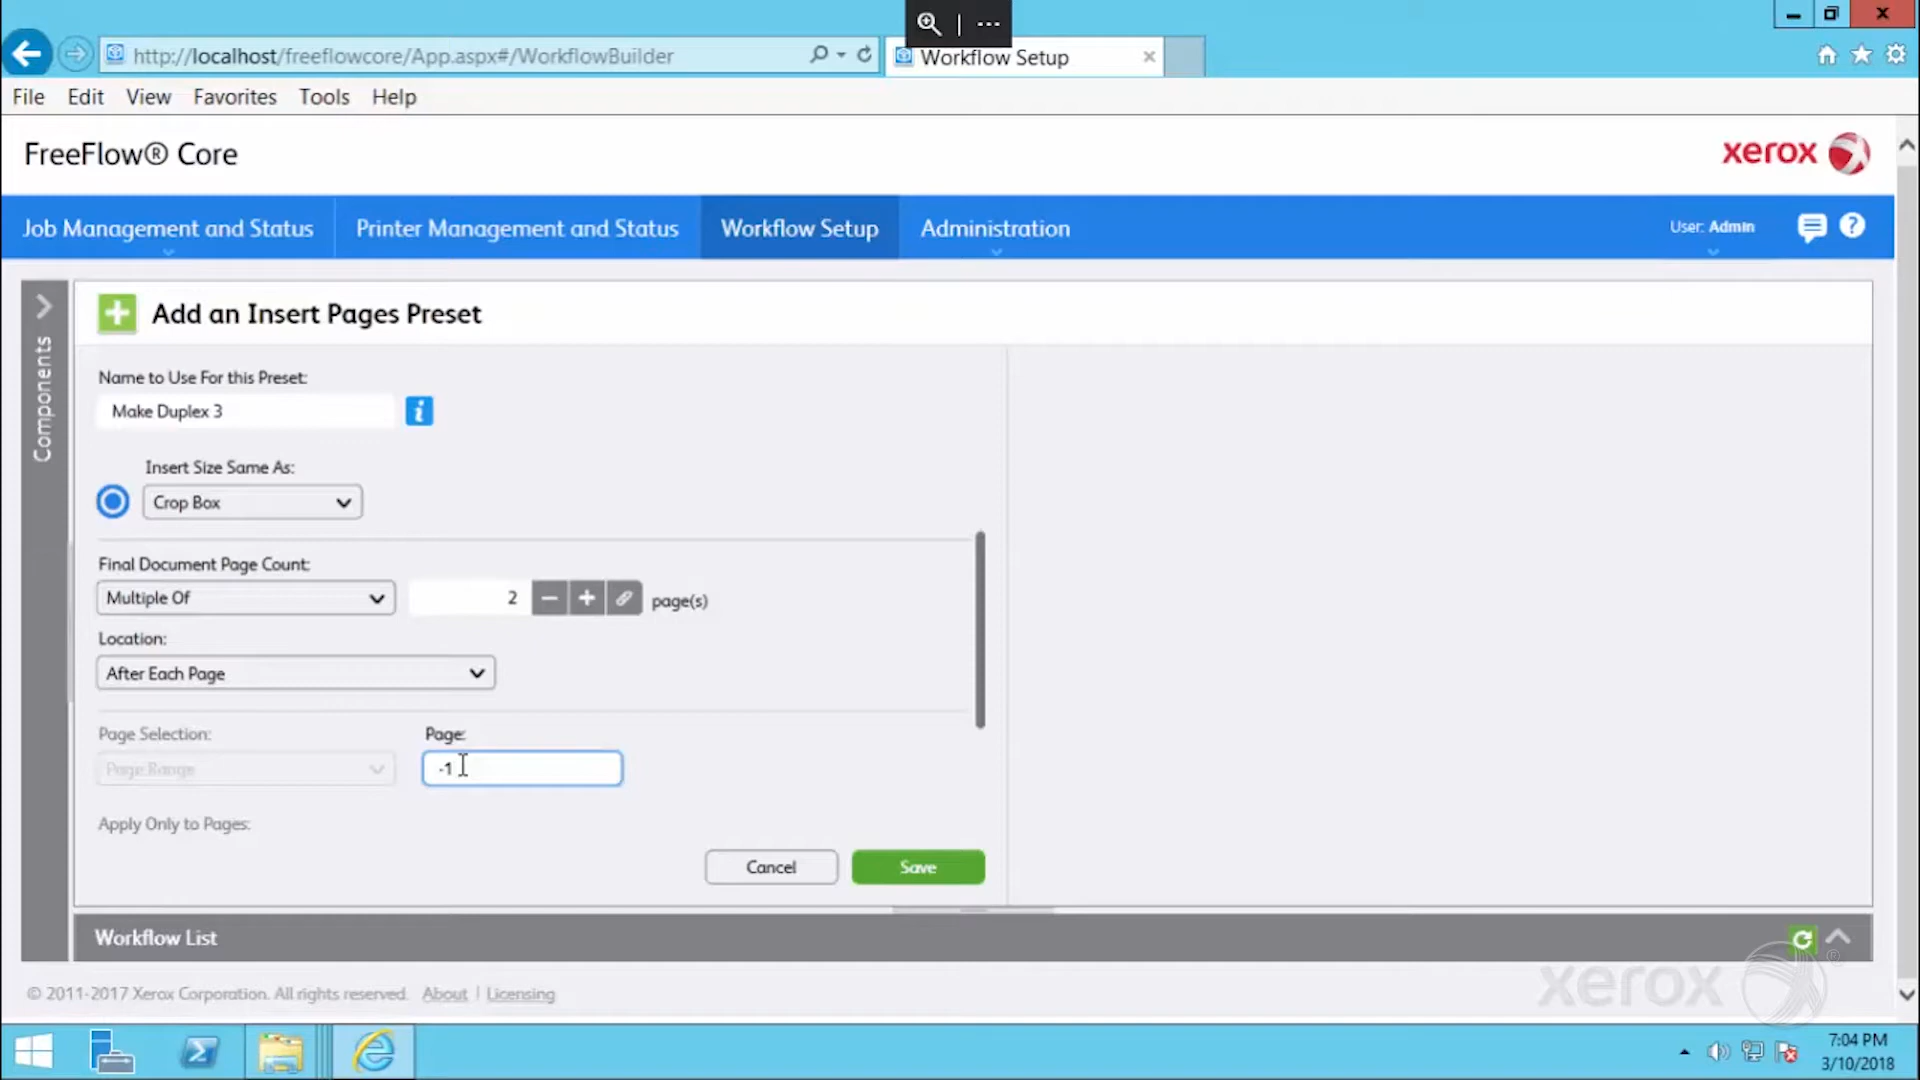 http://localhost/freeflowcore/App.aspx#/WorkflowBuilder
Workflow Setup
File Edit View Favorites Tools Help
FreeFlow® Core
xerox
Job Management and Status
Printer Management and Status
Workflow Setup
Administration
User: Admin
Components
Add an Insert Pages Preset
Name to Use For this Preset:
Make Duplex 3
Insert Size Same As:
Crop Box
Final Document Page Count:
Multiple Of 2 page(s)
Location:
After Each Page
Page Selection: Page:
Page Range -1
Apply Only to Pages:
Cancel Save
Workflow List
xerox ®
© 2011-2017 Xerox Corporation. All rights reserved. About | Licensing
7:04 PM
3/10/2018